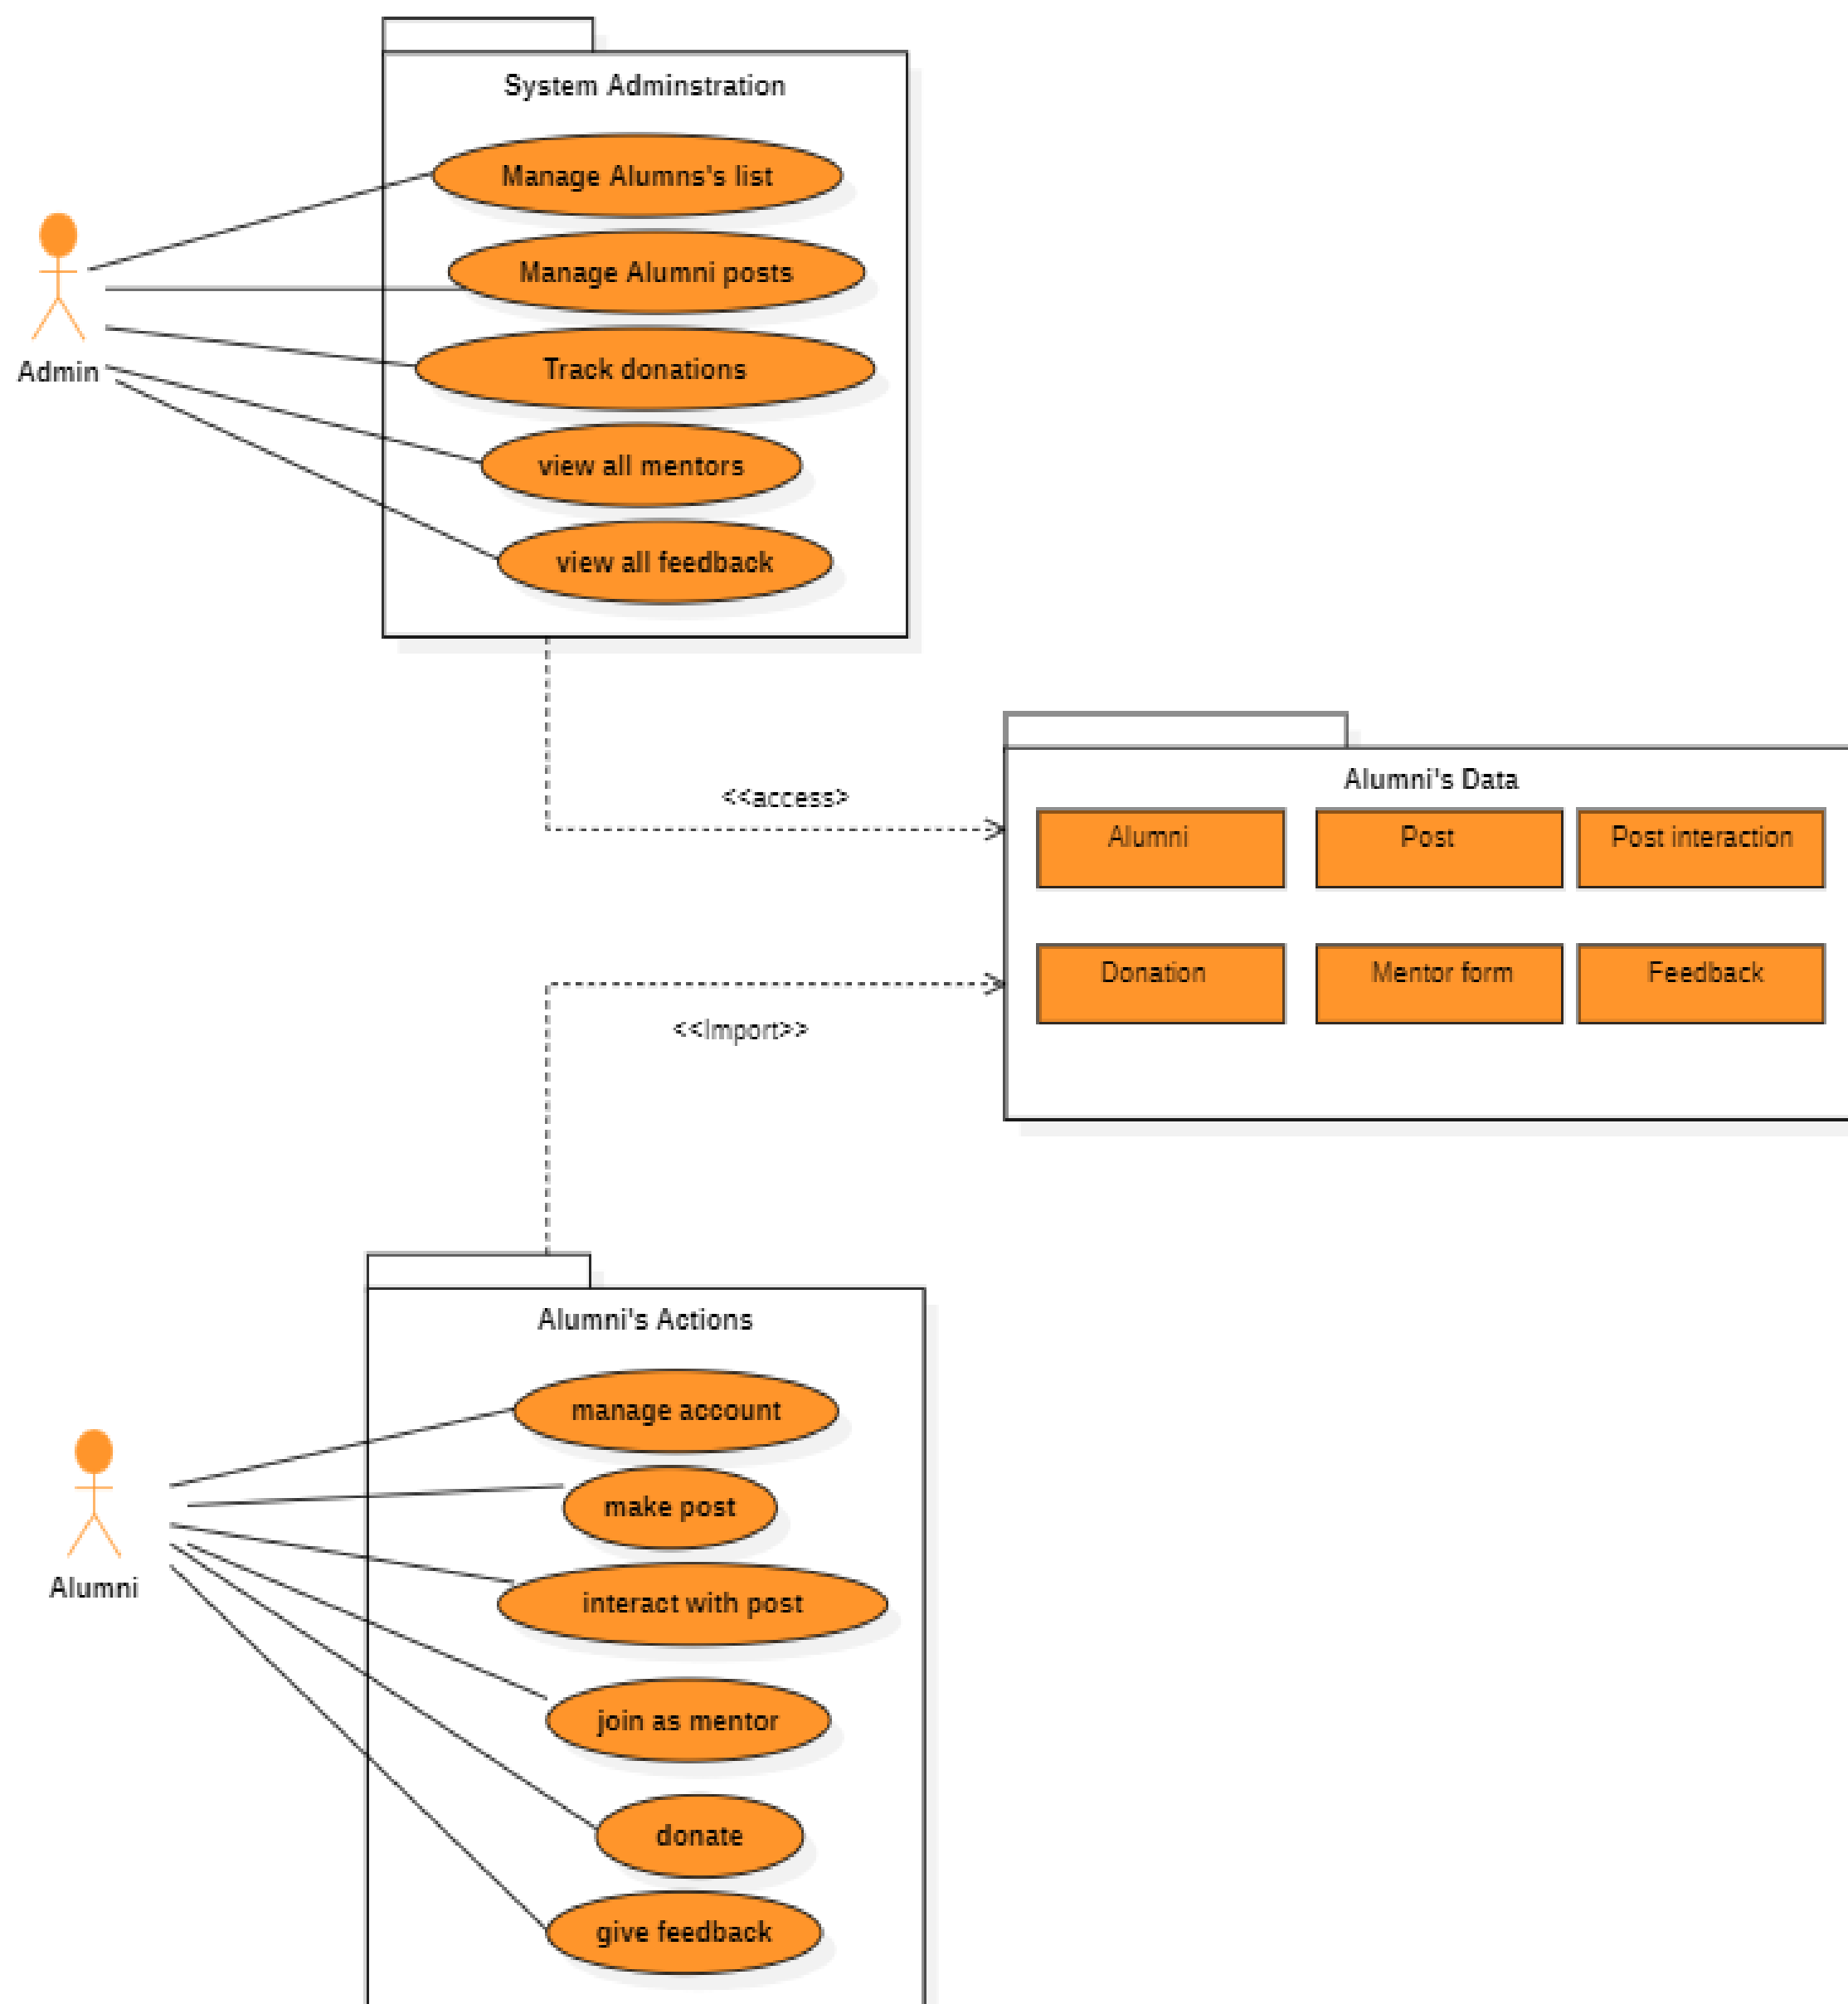 System Adminstration
Manage Alumns's list
Manage Alumni posts
Track donations
view all mentors
view all feedback
Admin
<<access>
Alumni's Data
Alumni
Post
Post interaction
Donation
Mentor form
Feedback
<<Import>>
Alumni's Actions
manage account
make post
interact with post
join as mentor
donate
give feedback
Alumni